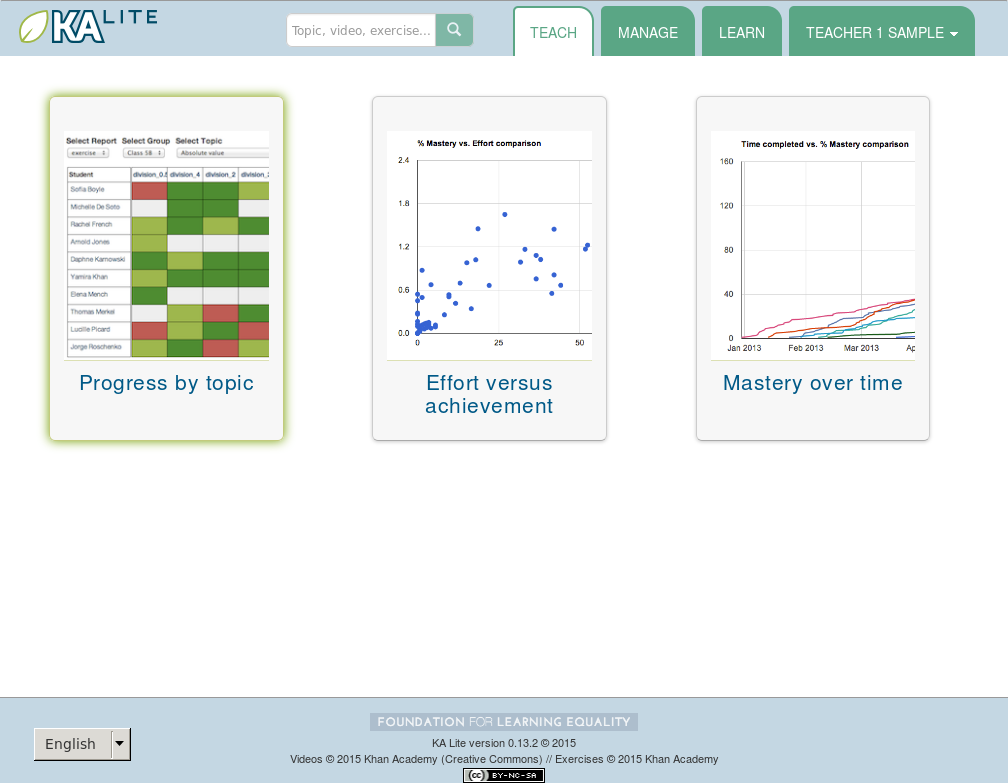 KA LITE
Topic, video, exercise...
TEACH
MANAGE
LEARN
TEACHER 1 SAMPLE
Select Report Select Group Select Topic
exercise Class 5B Absolute value
Student division_0.5 division_4 division_2 division_
Sofia Boyle
Michelle De Soto
Rachel French
Arnold Jones
Daphne Karnowski
Yamira Khan
Elena Mench
Thomas Merkel
Lucille Picard
Jorge Roschenko
Progress by topic
% Mastery vs. Effort comparison
2.4
1.8
1.2
0.6
0.0
0 25 50
Effort versus
achievement
Time completed vs. % Mastery comparison
160
120
80
40
0
Jan 2013 Feb 2013 Mar 2013 Ap
Mastery over time
English
FOUNDATION FOR LEARNING EQUALITY
KA Lite version 0.13.2 © 2015
Videos © 2015 Khan Academy (Creative Commons) // Exercises © 2015 Khan Academy
cc BY-NC-SA